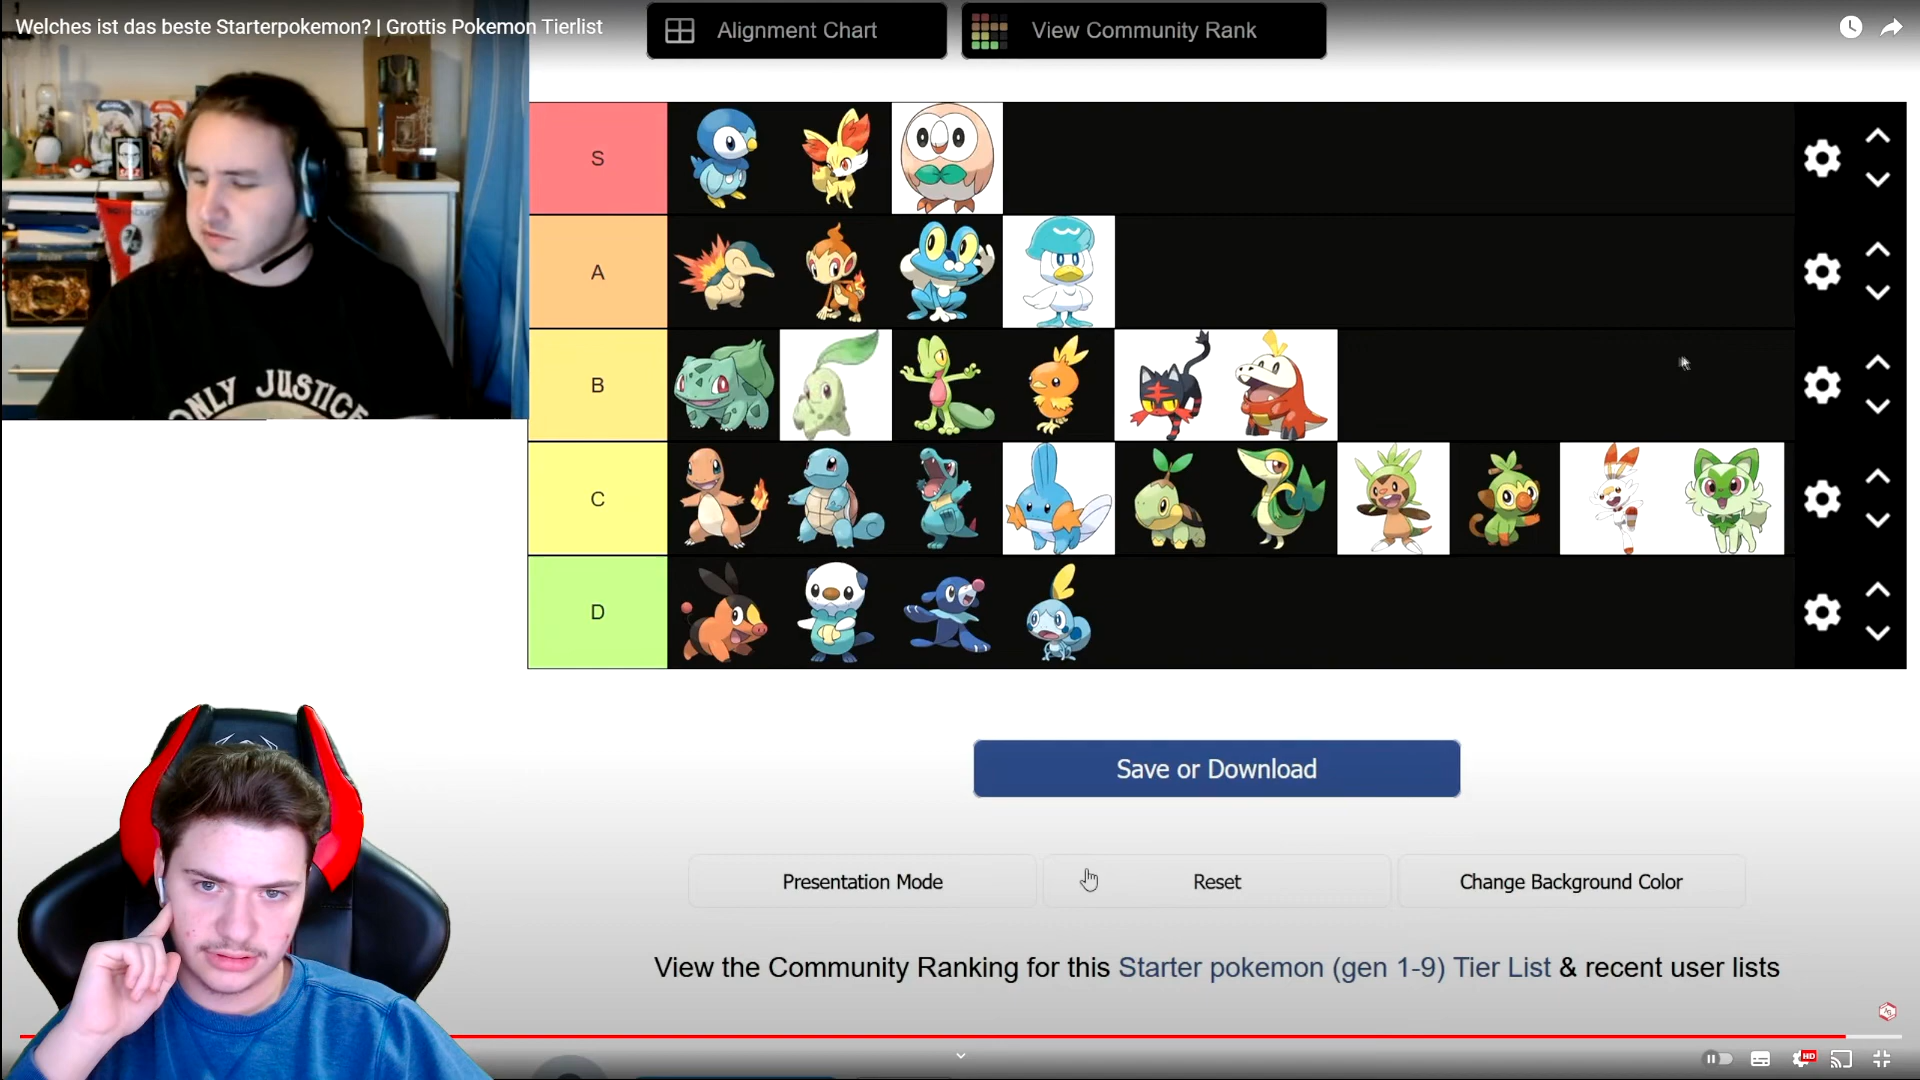 Welches ist das beste Starterpokemon? | Grottis Pokemon Tierlist
Alignment Chart
View Community Rank
S
A
B
C
D
ONLY JUSTICE
Save or Download
Presentation Mode
Reset
Change Background Color
View the Community Ranking for this Starter pokemon (gen 1-9) Tier List & recent user lists
HD